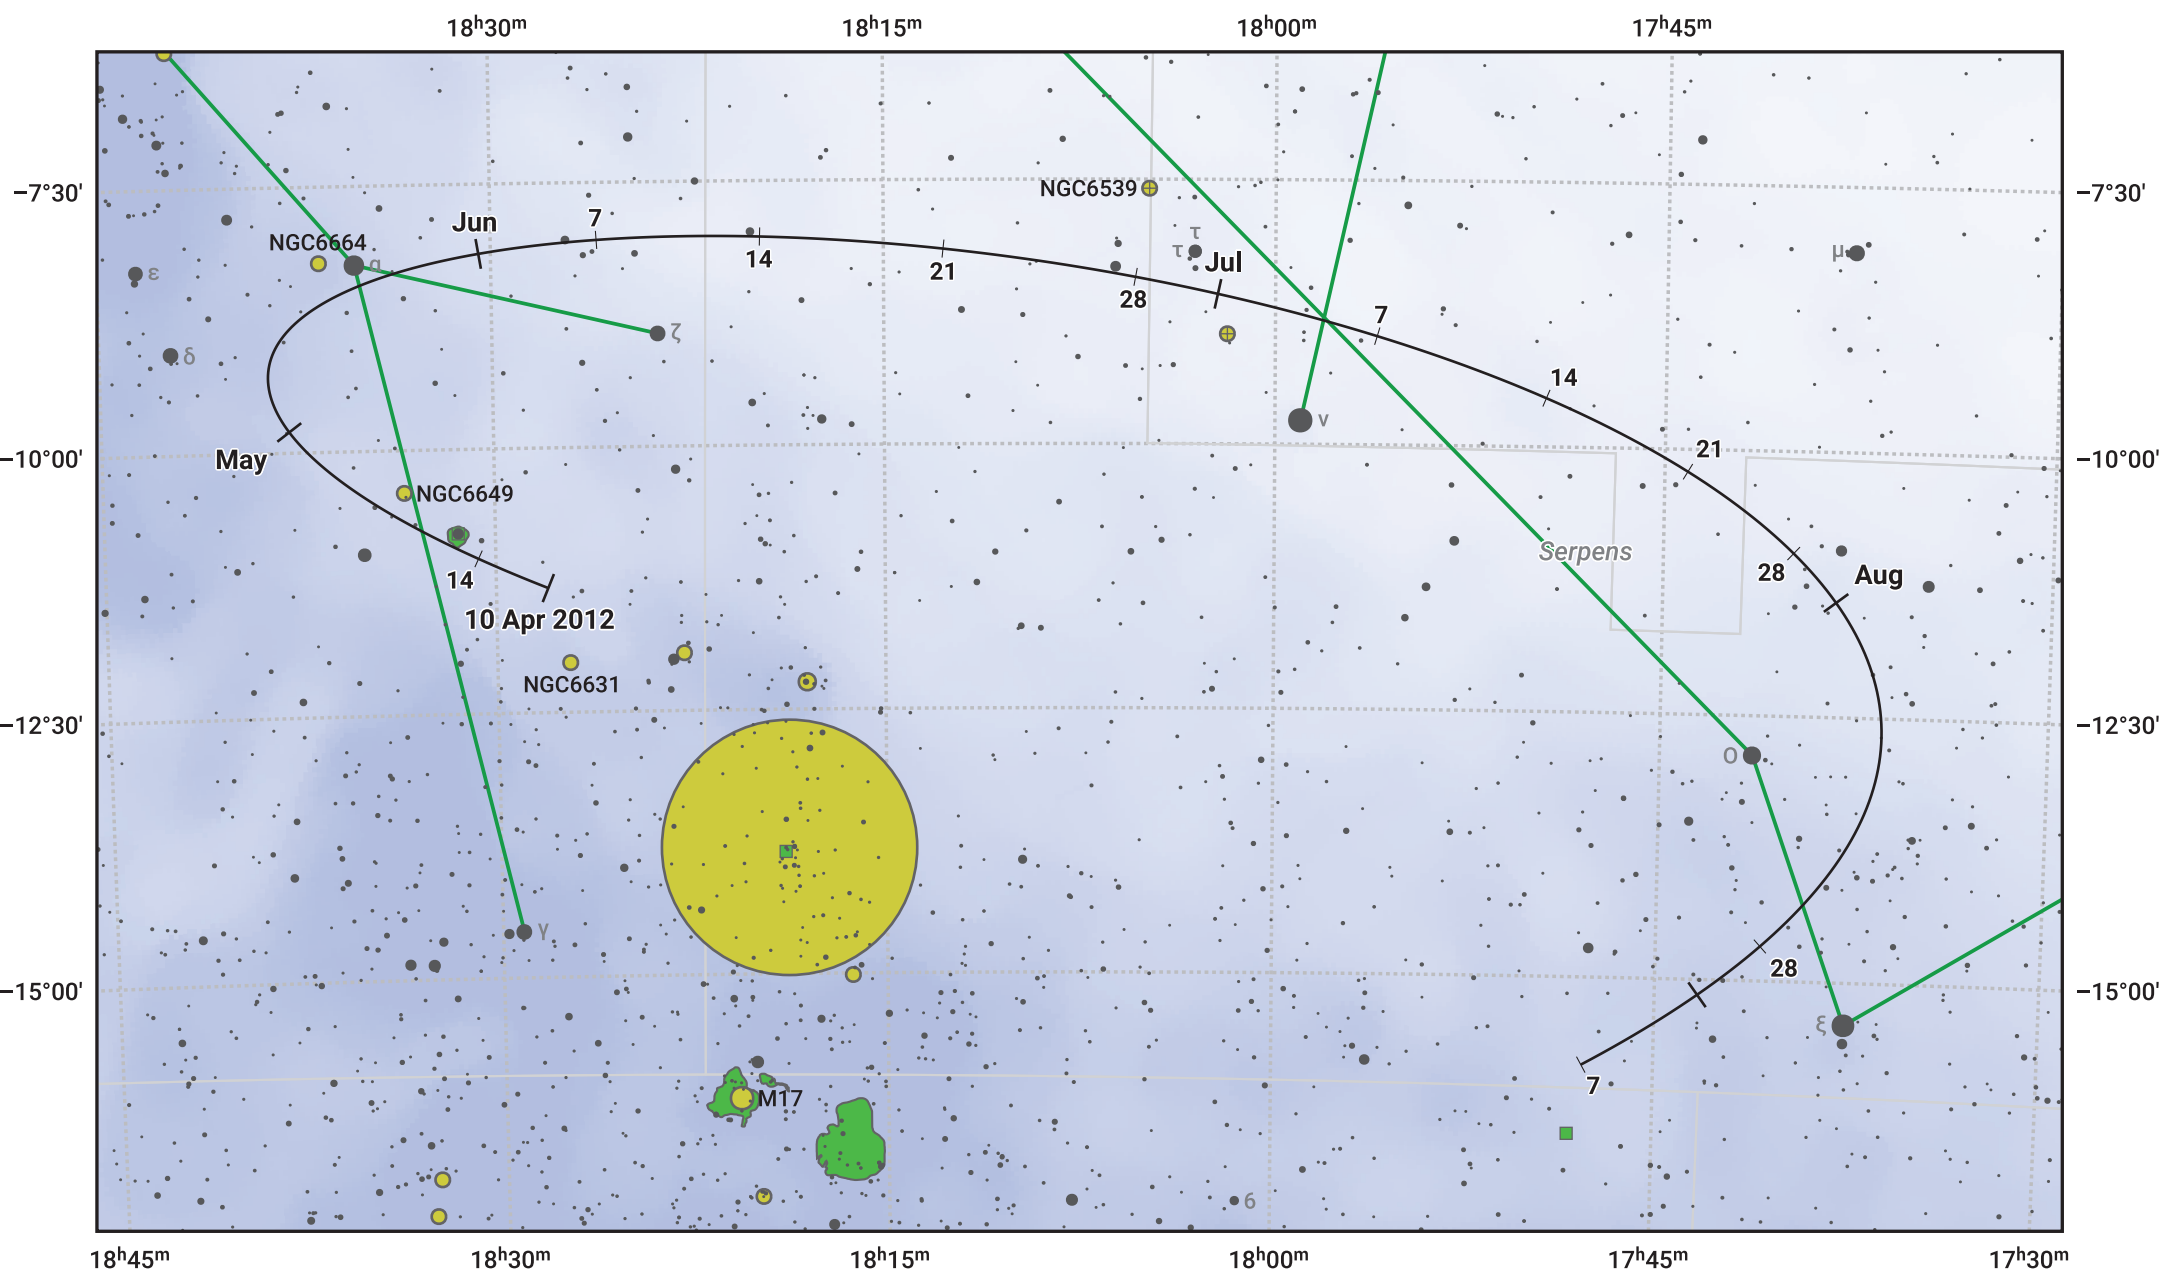 18ʰ30ᵐ 18ʰ15ᵐ 18ʰ00ᵐ 17ʰ45ᵐ
−7°30' −7°30'
NGC6539
Jun 7
NGC6664 α
τ
τ Jul
μ
14 21
ε
28
7
ζ
δ
14
ν
21
May
−10°00' −10°00'
NGC6649
Serpens
28 Aug
14
10 Apr 2012
NGC6631
−12°30' −12°30'
ο
γ
28
−15°00' −15°00'
ξ
7
M17
6
18ʰ45ᵐ 18ʰ30ᵐ 18ʰ15ᵐ 18ʰ00ᵐ 17ʰ45ᵐ 17ʰ30ᵐ